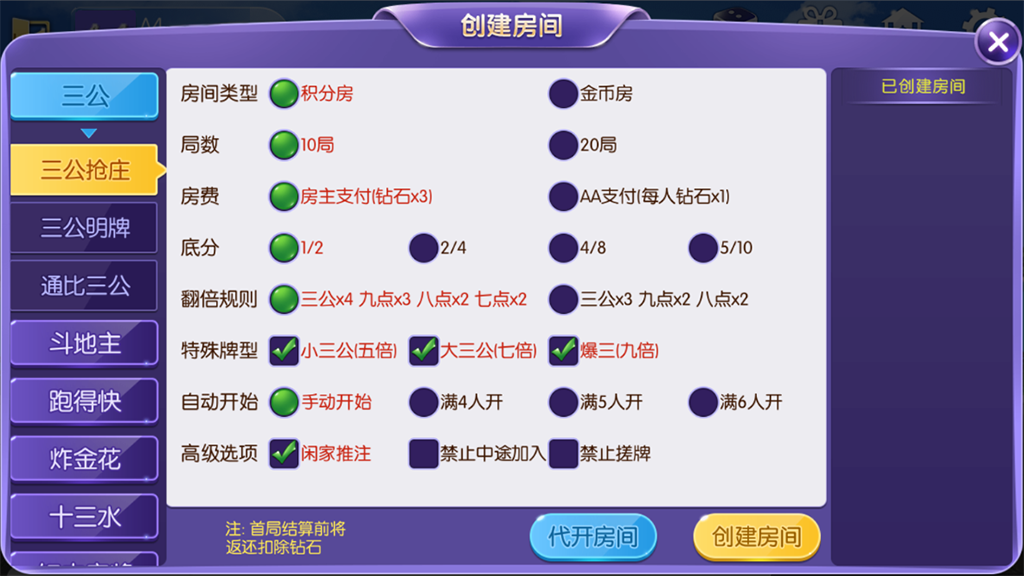 创建房间
已创建房间
三公
三公抢庄
三公明牌
通比三公
斗地主
跑得快
炸金花
十三水
房间类型 积分房 金币房
局数 10局 20局
房费 房主支付(钻石x3) AA支付(每人钻石x1)
底分 1/2 2/4 4/8 5/10
翻倍规则 三公x4 九点x3 八点x2 七点x2 三公x3 九点x2 八点x2
特殊牌型 小三公(五倍) 大三公(七倍) 爆三(九倍)
自动开始 手动开始 满4人开 满5人开 满6人开
高级选项 闲家推注 禁止中途加入 禁止搓牌
注: 首局结算前将
返还扣除钻石
代开房间
创建房间